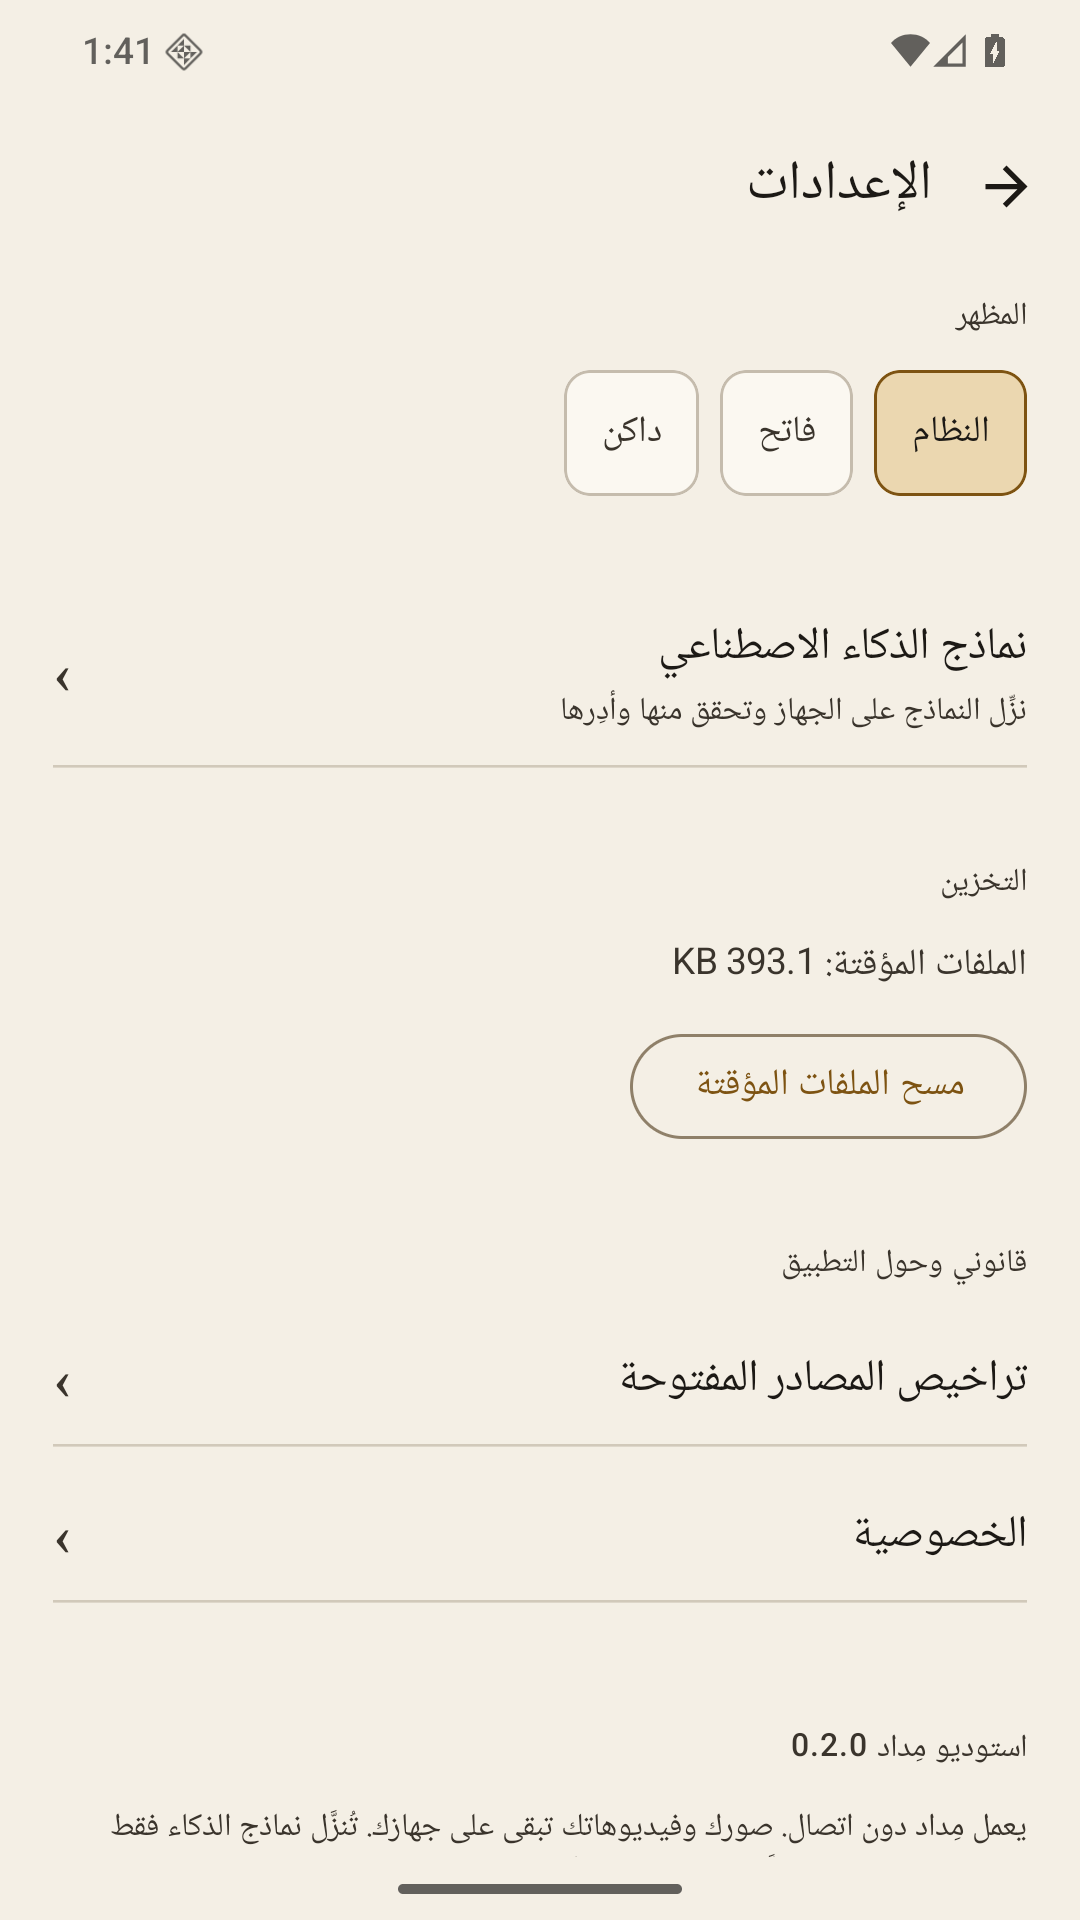 1:41
الإعدادات
المظهر
النظام
فاتح
داكن
نماذج الذكاء الاصطناعي
نزِّل النماذج على الجهاز وتحقق منها وأدِرها
التخزين
الملفات المؤقتة: 393.1 KB
مسح الملفات المؤقتة
قانوني وحول التطبيق
تراخيص المصادر المفتوحة
الخصوصية
استوديو مِداد 0.2.0
يعمل مِداد دون اتصال. صورك وفيديوهاتك تبقى على جهازك. تُنزَّل نماذج الذكاء فقط